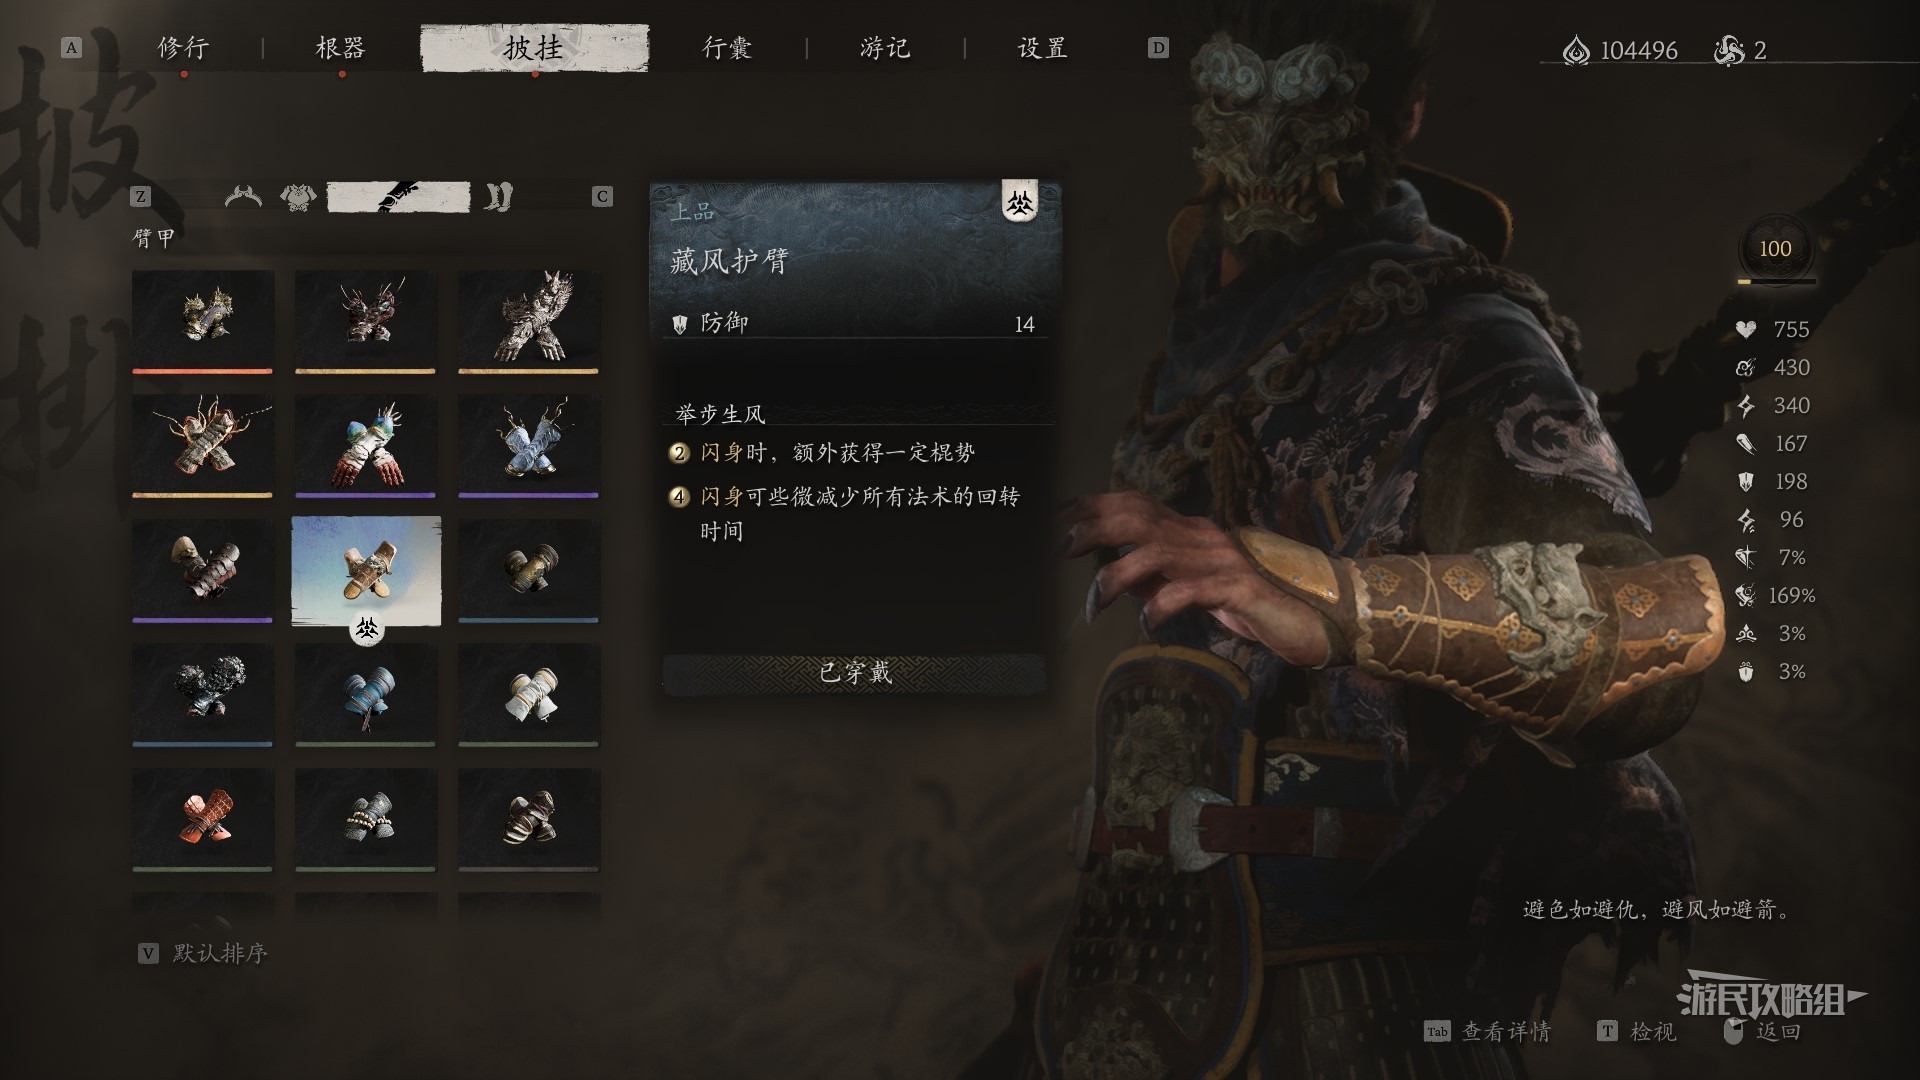 A 修行 根器 披挂 行囊 游记 设置 D 104496 2
披挂
Z C
臂甲
上品
藏风护臂
防御 14
举步生风
2 闪身时，额外获得一定棍势
4 闪身可些微减少所有法术的回转
时间
已穿戴
100
755
430
340
167
198
96
7%
169%
3%
3%
避色如避仇，避风如避箭。
V 默认排序
游民攻略组
Tab 查看详情 T 检视 返回